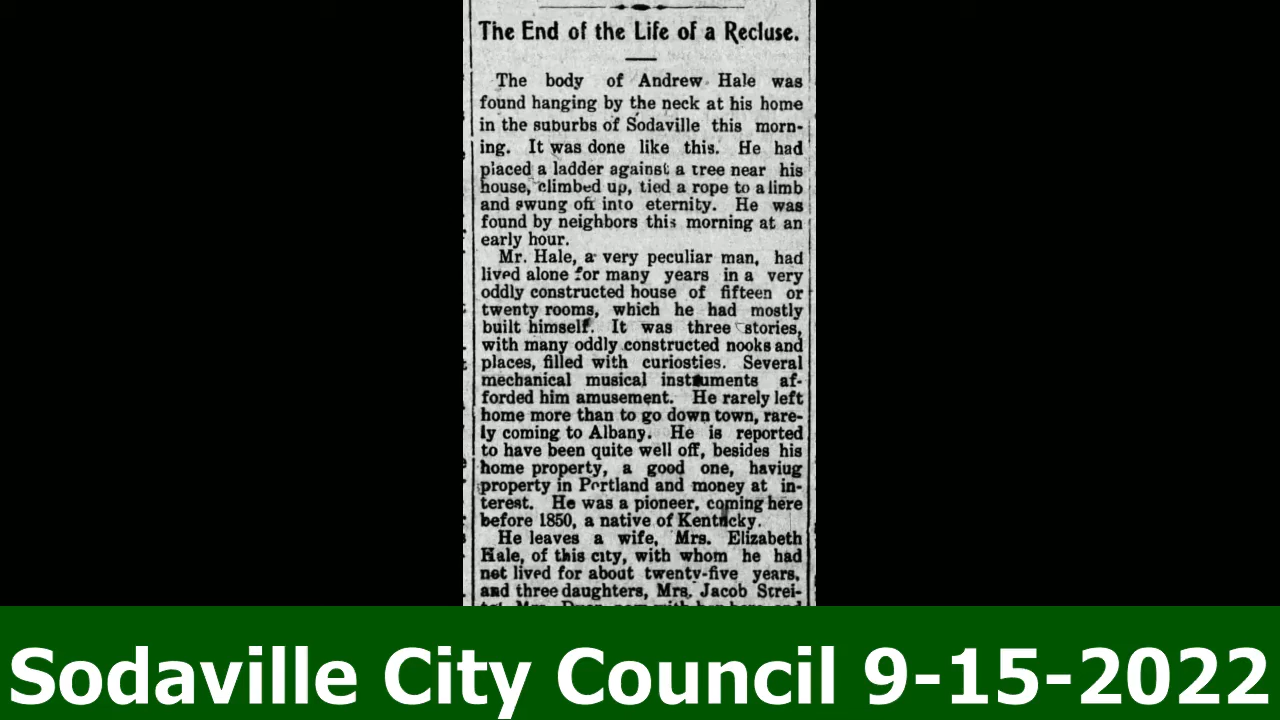 The End of the Life of a Recluse.
The body of Andrew Hale was
found hanging by the neck at his home
in the suburbs of Sodaville this morn-
ing. It was done like this. He had
placed a ladder against a tree near his
house, climbed up, tied a rope to a limb
and swung off into eternity. He was
found by neighbors this morning at an
early hour.
Mr. Hale, a very peculiar man, had
lived alone for many years in a very
oddly constructed house of fifteen or
twenty rooms, which he had mostly
built himself. It was three stories,
with many oddly constructed nooks and
places, filled with curiosties. Several
mechanical musical instruments af-
forded him amusement. He rarely left
home more than to go down town, rare-
ly coming to Albany. He is reported
to have been quite well off, besides his
home property, a good one, haviug
property in Portland and money at in-
terest. He was a pioneer, coming here
before 1850, a native of Kentucky.
He leaves a wife, Mrs. Elizabeth
Hale, of this city, with whom he had
not lived for about twenty-five years,
and three daughters, Mrs. Jacob Strei-
Sodaville City Council 9-15-2022